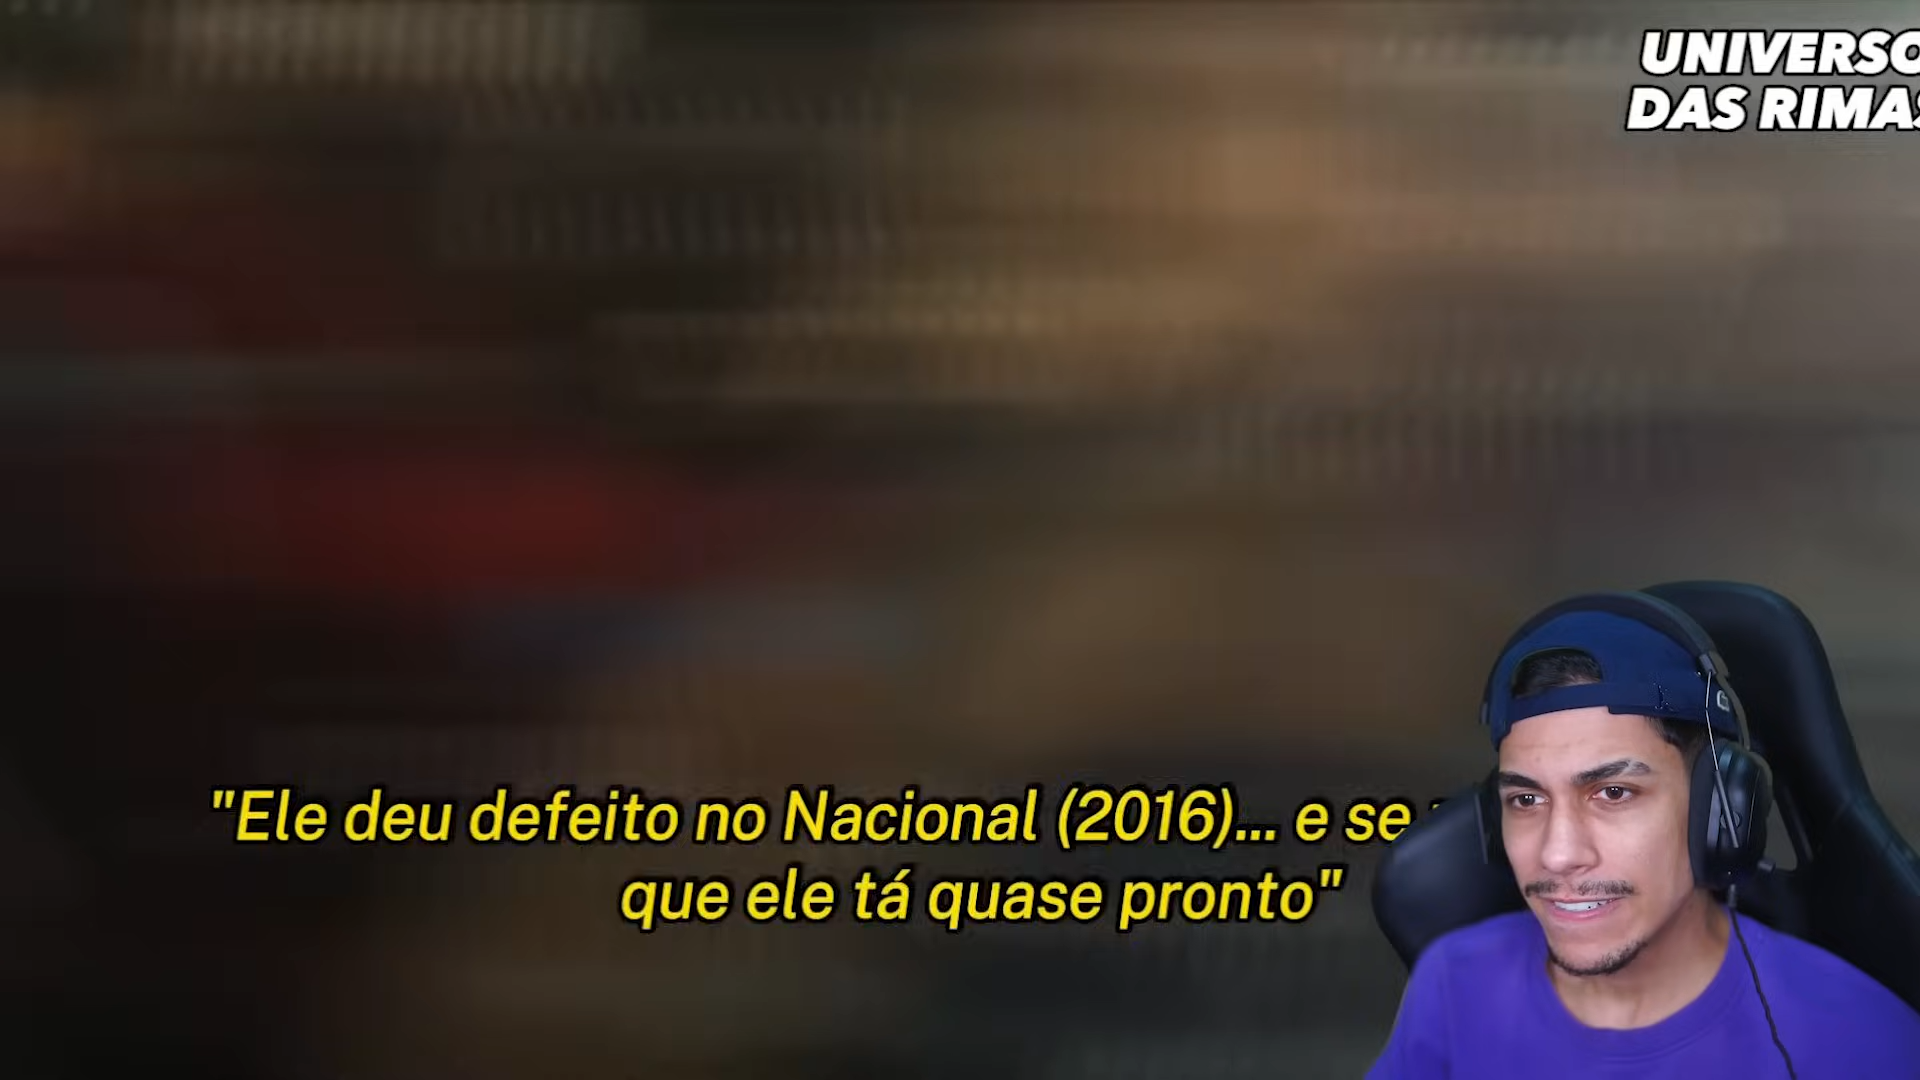 UNIVERSO
DAS RIMAS
"Ele deu defeito no Nacional (2016)... e se
que ele tá quase pronto"